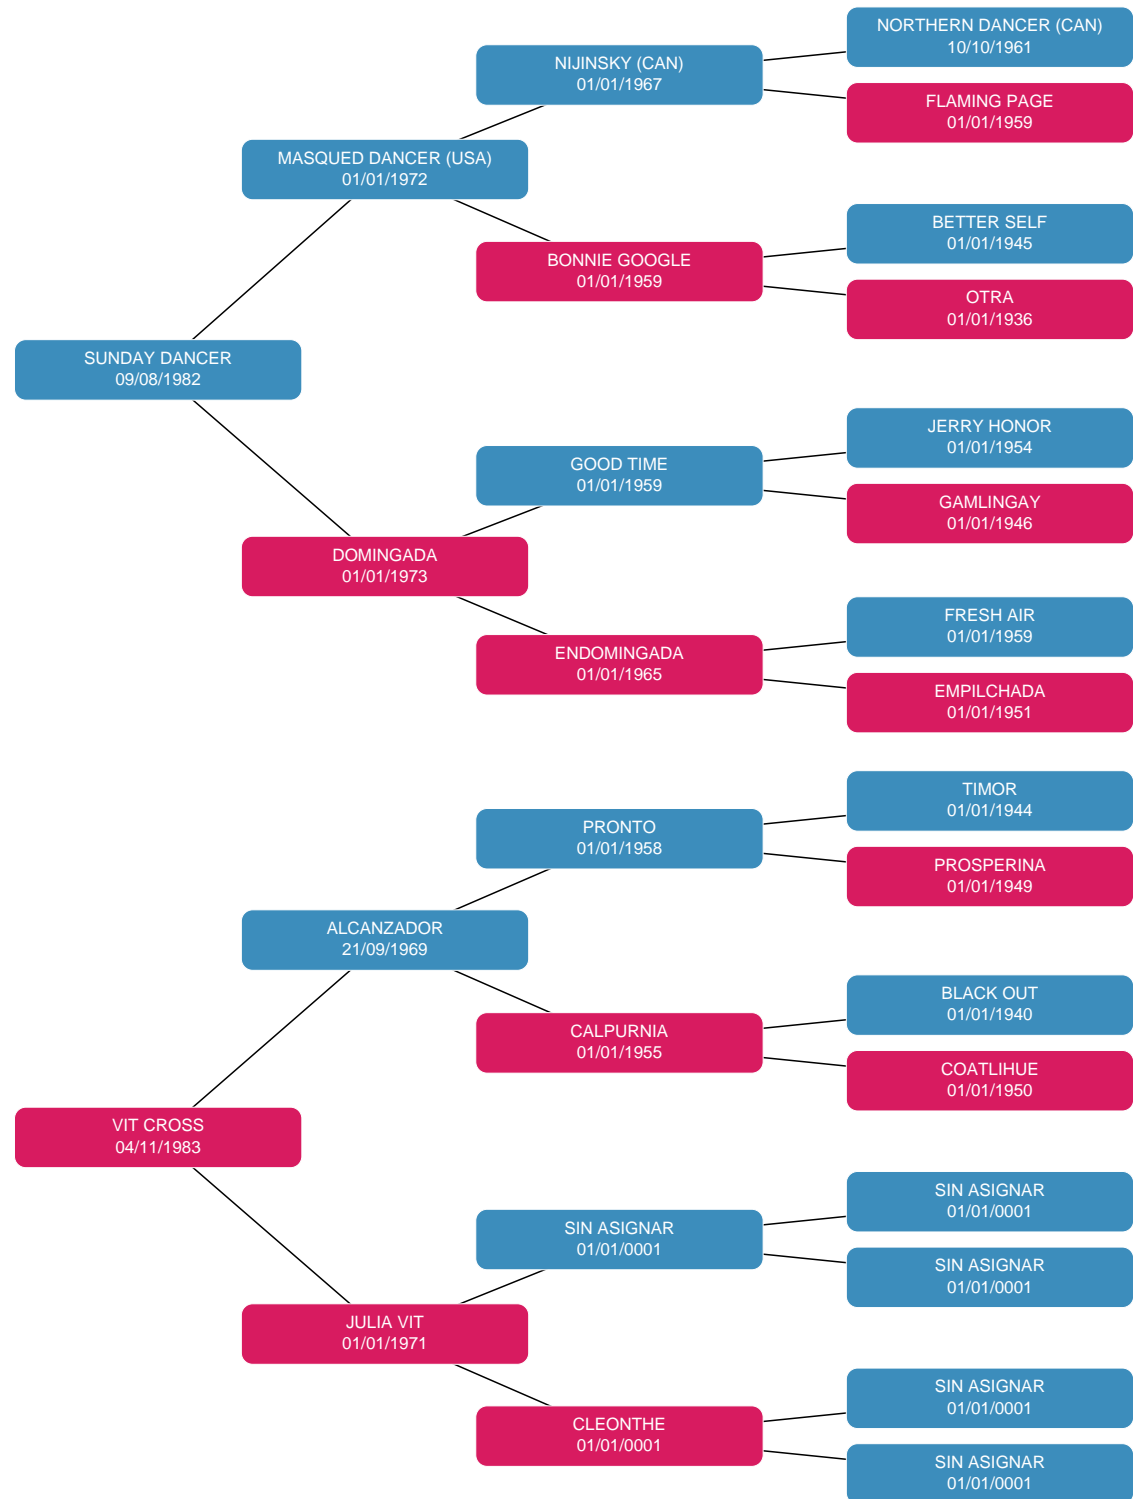 NORTHERN DANCER (CAN)
10/10/1961
NIJINSKY (CAN)
01/01/1967
FLAMING PAGE
01/01/1959
MASQUED DANCER (USA)
01/01/1972
BETTER SELF
01/01/1945
BONNIE GOOGLE
01/01/1959
OTRA
01/01/1936
SUNDAY DANCER
09/08/1982
JERRY HONOR
01/01/1954
GOOD TIME
01/01/1959
GAMLINGAY
01/01/1946
DOMINGADA
01/01/1973
FRESH AIR
01/01/1959
ENDOMINGADA
01/01/1965
EMPILCHADA
01/01/1951
TIMOR
01/01/1944
PRONTO
01/01/1958
PROSPERINA
01/01/1949
ALCANZADOR
21/09/1969
BLACK OUT
01/01/1940
CALPURNIA
01/01/1955
COATLIHUE
01/01/1950
VIT CROSS
04/11/1983
SIN ASIGNAR
01/01/0001
SIN ASIGNAR
01/01/0001
SIN ASIGNAR
01/01/0001
JULIA VIT
01/01/1971
SIN ASIGNAR
01/01/0001
CLEONTHE
01/01/0001
SIN ASIGNAR
01/01/0001